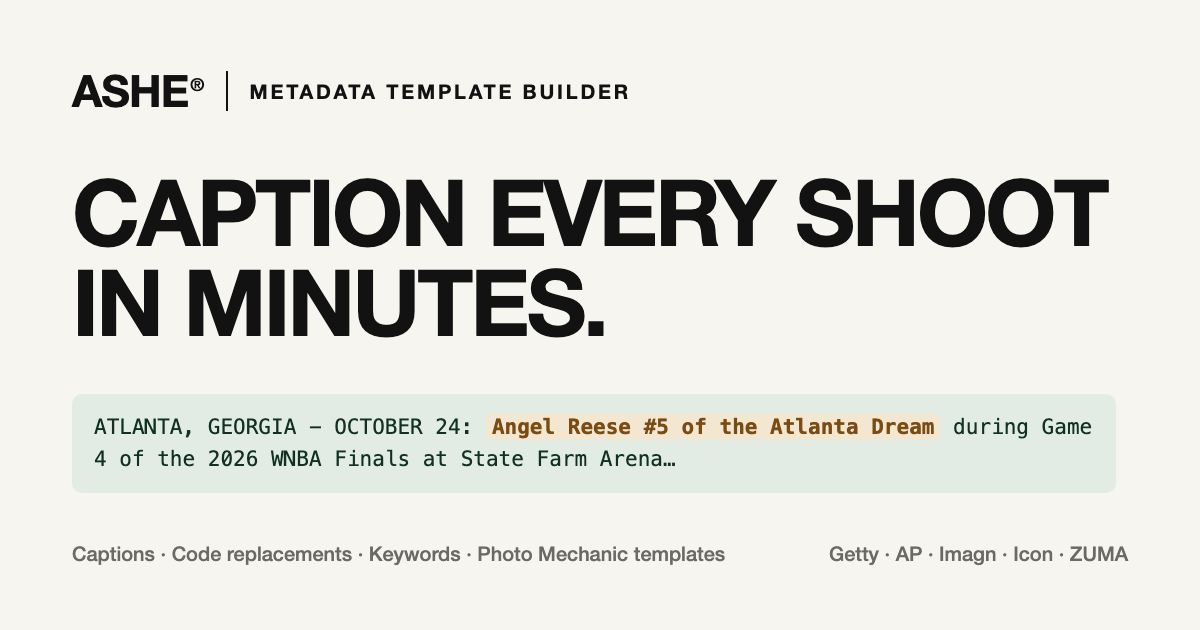 ASHE® | METADATA TEMPLATE BUILDER
CAPTION EVERY SHOOT
IN MINUTES.
ATLANTA, GEORGIA – OCTOBER 24: Angel Reese #5 of the Atlanta Dream during Game
4 of the 2026 WNBA Finals at State Farm Arena…
Captions · Code replacements · Keywords · Photo Mechanic templates
Getty · AP · Imagn · Icon · ZUMA